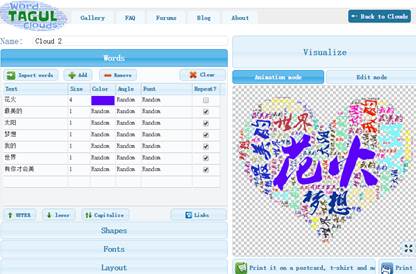 Word
TAGUL
Clouds
Gallery
FAQ
Forums
Blog
About
← Back to Clouds
Name: Cloud 2
Words
Import words
Add
Remove
Clear
Text Size Color Angle Font Repeat?
花火 4 Random Random
最美的 1 Random Random Random
太阳 1 Random Random Random
梦想 1 Random Random Random
我的 1 Random Random Random
世界 1 Random Random Random
有你才会美 1 Random Random Random
UPPER
lower
Capitalize
Links
Shapes
Fonts
Layout
Visualize
Animation mode
Edit mode
世界
我的
太阳
最美的
花火
梦想
Print it on a postcard, t-shirt and m
Print